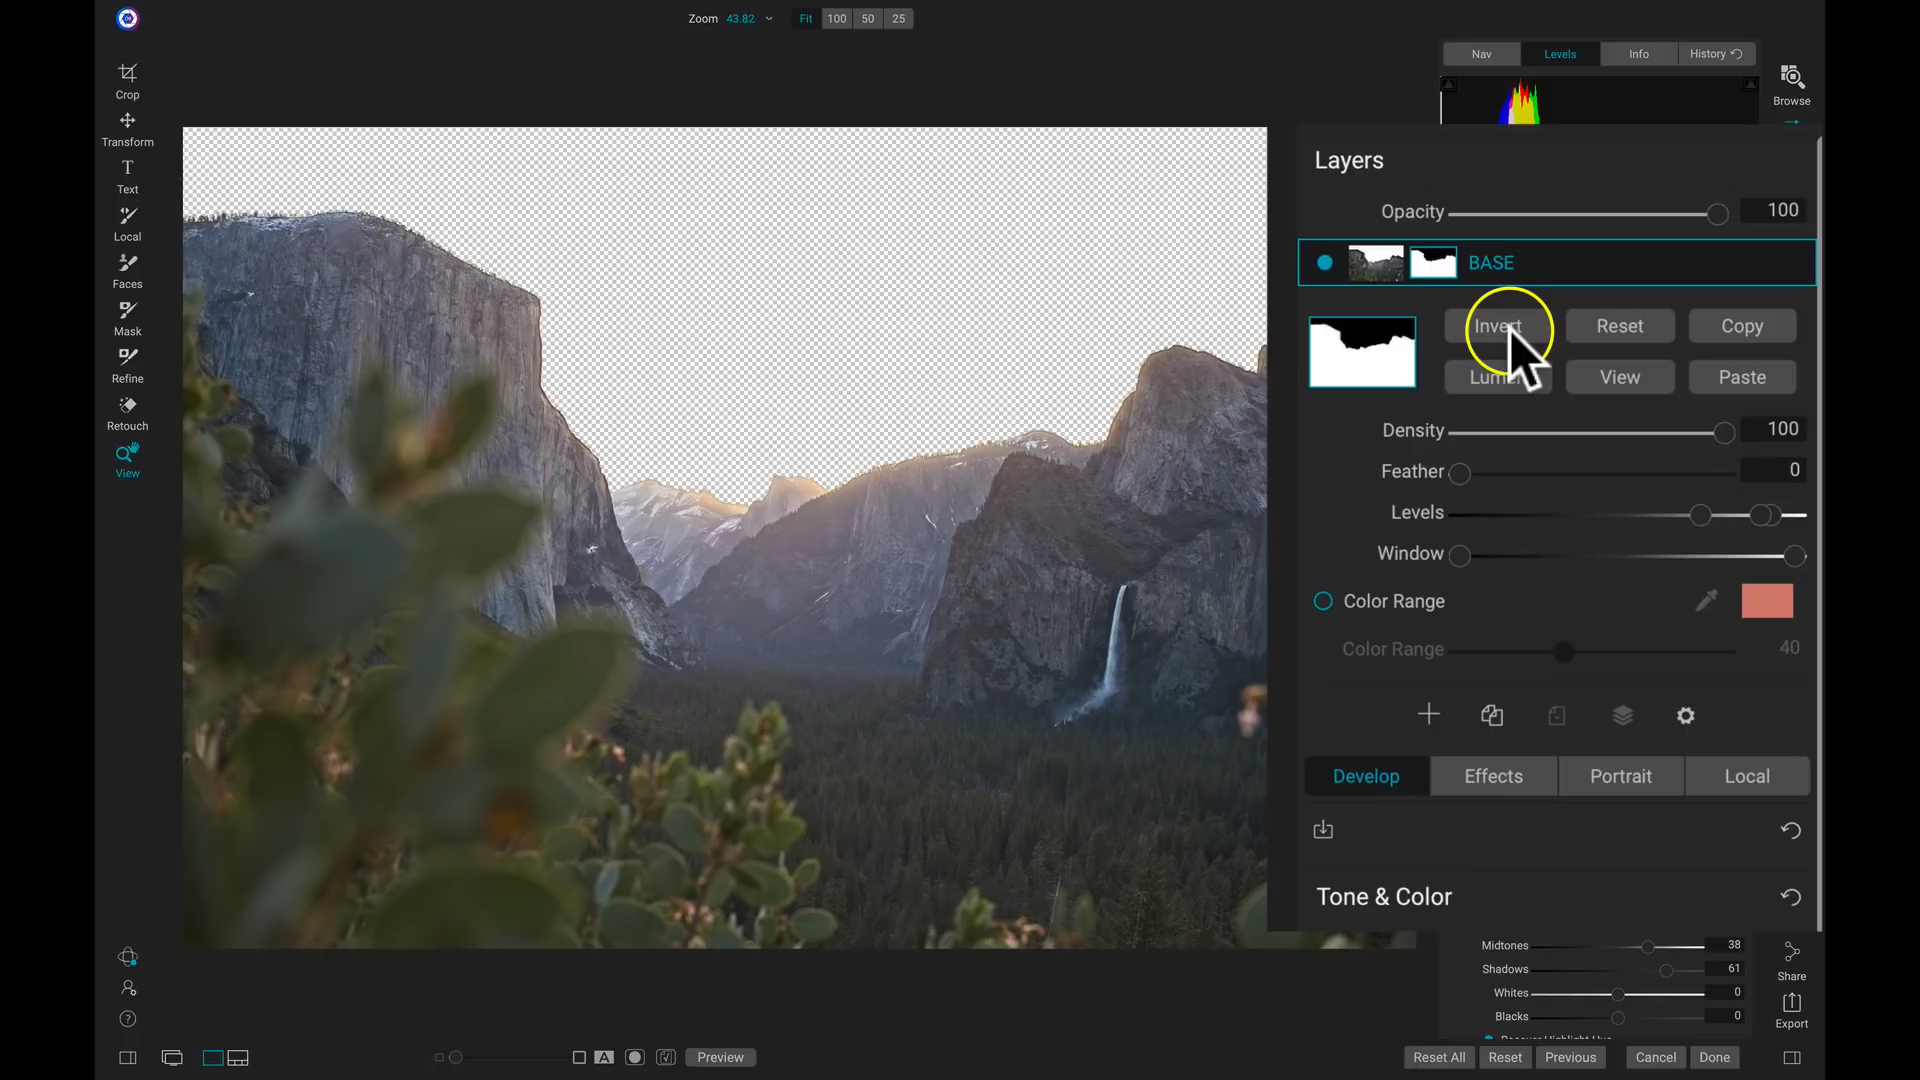 Zoom 43.82 Fit 100 50 25
Nav Levels Info History
Browse
Crop
Transform
Text
Local
Faces
Mask
Refine
Retouch
View
Layers
Opacity 100
BASE
Invert Reset Copy
View Paste
Density 100
Feather 0
Levels
Window
Color Range
Color Range 40
Develop Effects Portrait Local
Tone & Color
Midtones 38
Shadows 61
Whites 0
Blacks 0
Share
Export
A Preview
Reset All Reset Previous Cancel Done